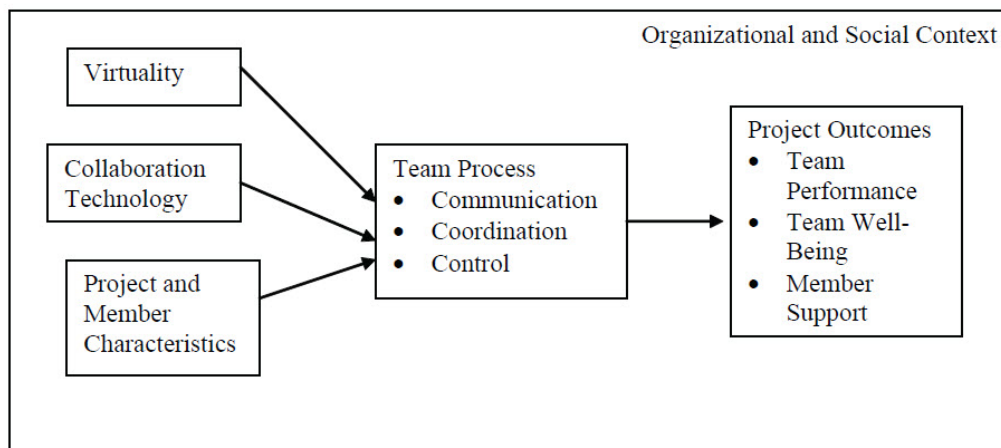 Organizational and Social Context
Virtuality
Collaboration
Technology
Project and
Member
Characteristics
Team Process
• Communication
• Coordination
• Control
Project Outcomes
• Team
Performance
• Team Well-
Being
• Member
Support